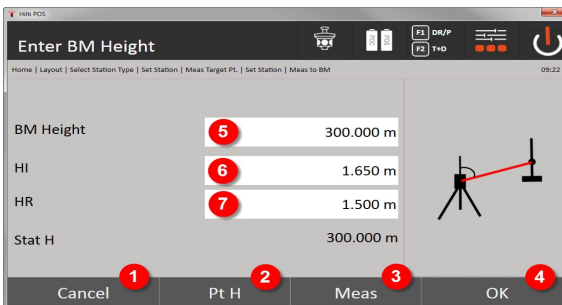 Hilti POS
Enter BM Height
POC
POS
F1 DR/P
F2 T+D
Home | Layout | Select Station Type | Set Station | Meas Target Pt. | Set Station | Meas to BM
09:22
BM Height 5 300.000 m
HI 6 1.650 m
HR 7 1.500 m
Stat H 300.000 m
1 2 3 4
Cancel Pt H Meas OK